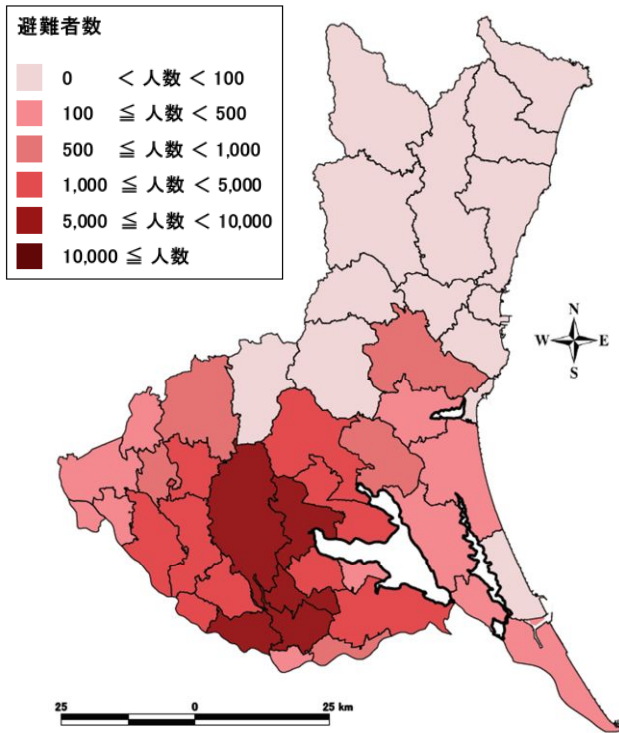 避難者数
0 < 人数 < 100
100 ≦ 人数 < 500
500 ≦ 人数 < 1,000
1,000 ≦ 人数 < 5,000
5,000 ≦ 人数 < 10,000
10,000 ≦ 人数
N
W E
S
25 0 25 km